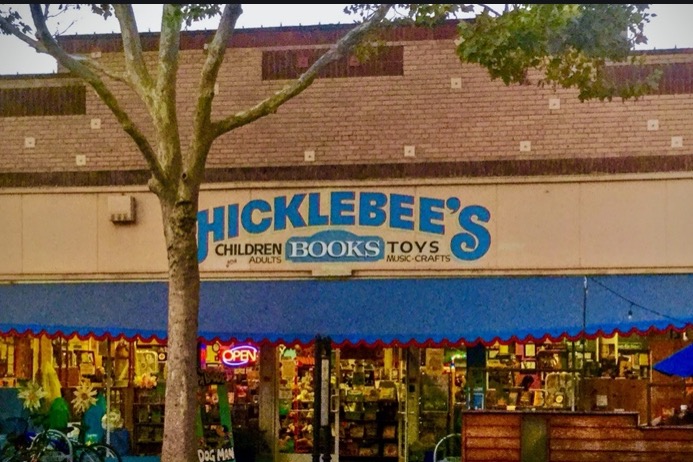 HICKLEBEE'S
CHILDREN BOOKS TOYS
ADULTS MUSIC-CRAFTS
OPEN
DOG MAN